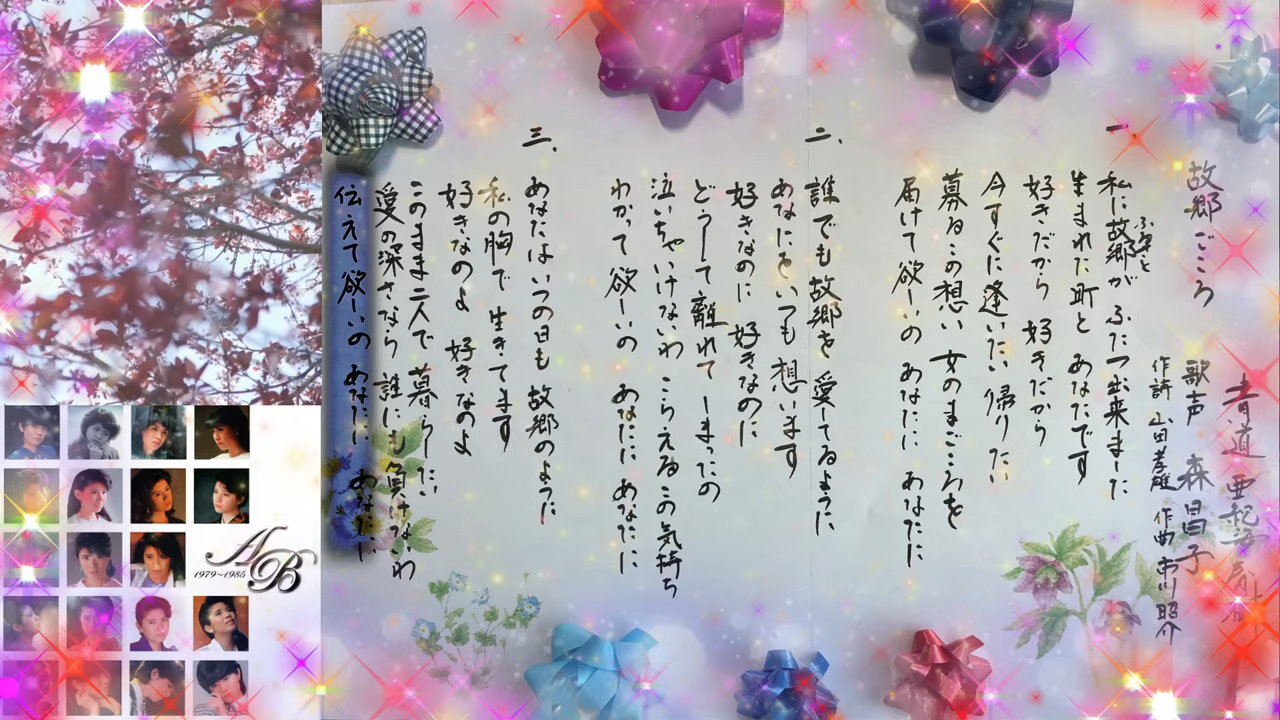 故郷ごころ
歌声 森昌子
作詩 山田孝雄 作曲 市川昭介
一、
ふるさと
私に故郷が ふたつ出来ました
生まれた町と あなたです
好きだから 好きだから
今すぐに逢いたい 帰りたい
募るこの想い 女のまごころを
届けて欲しいの あなたに あなたに
二、
誰でも故郷を 愛してるように
あなたをいつも 想います
好きなのに 好きなのに
どうして離れて しまったの
泣いちゃいけないわ こらえるこの気持ち
わかって欲しいの あなたに あなたに
三、
あなたはいつの日も 故郷のように
私の胸で 生きてます
好きなのよ 好きなのよ
このまま二人で 暮らしたい
愛の深さなら 誰にも負けないわ
伝えて欲しいの あなたに あなたに
AB
1979~1985